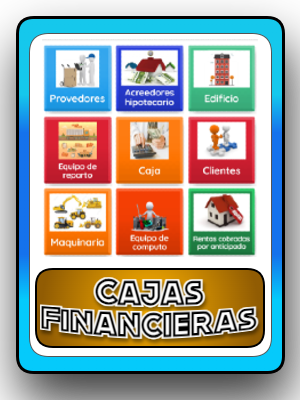 Provedores
Acreedores
hipotecario
Edificio
Equipo de
reparto
Caja
Clientes
Maquinaria
Equipo de
computo
Rentas cobradas
por anticipado
CAJAS
FINANCIERAS